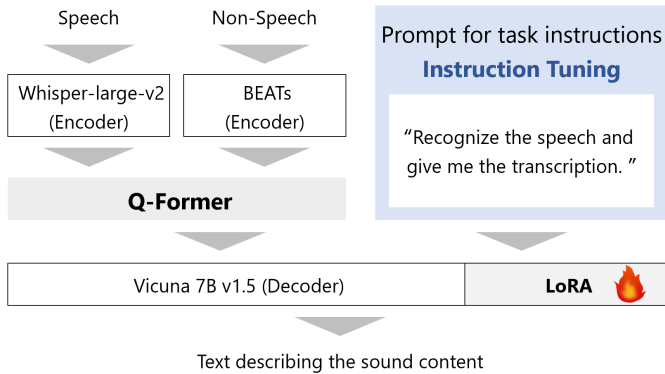 Speech
Non-Speech
Whisper-large-v2
(Encoder)
BEATs
(Encoder)
Q-Former
Prompt for task instructions
Instruction Tuning
“Recognize the speech and
give me the transcription. ”
Vicuna 7B v1.5 (Decoder)
LoRA
Text describing the sound content